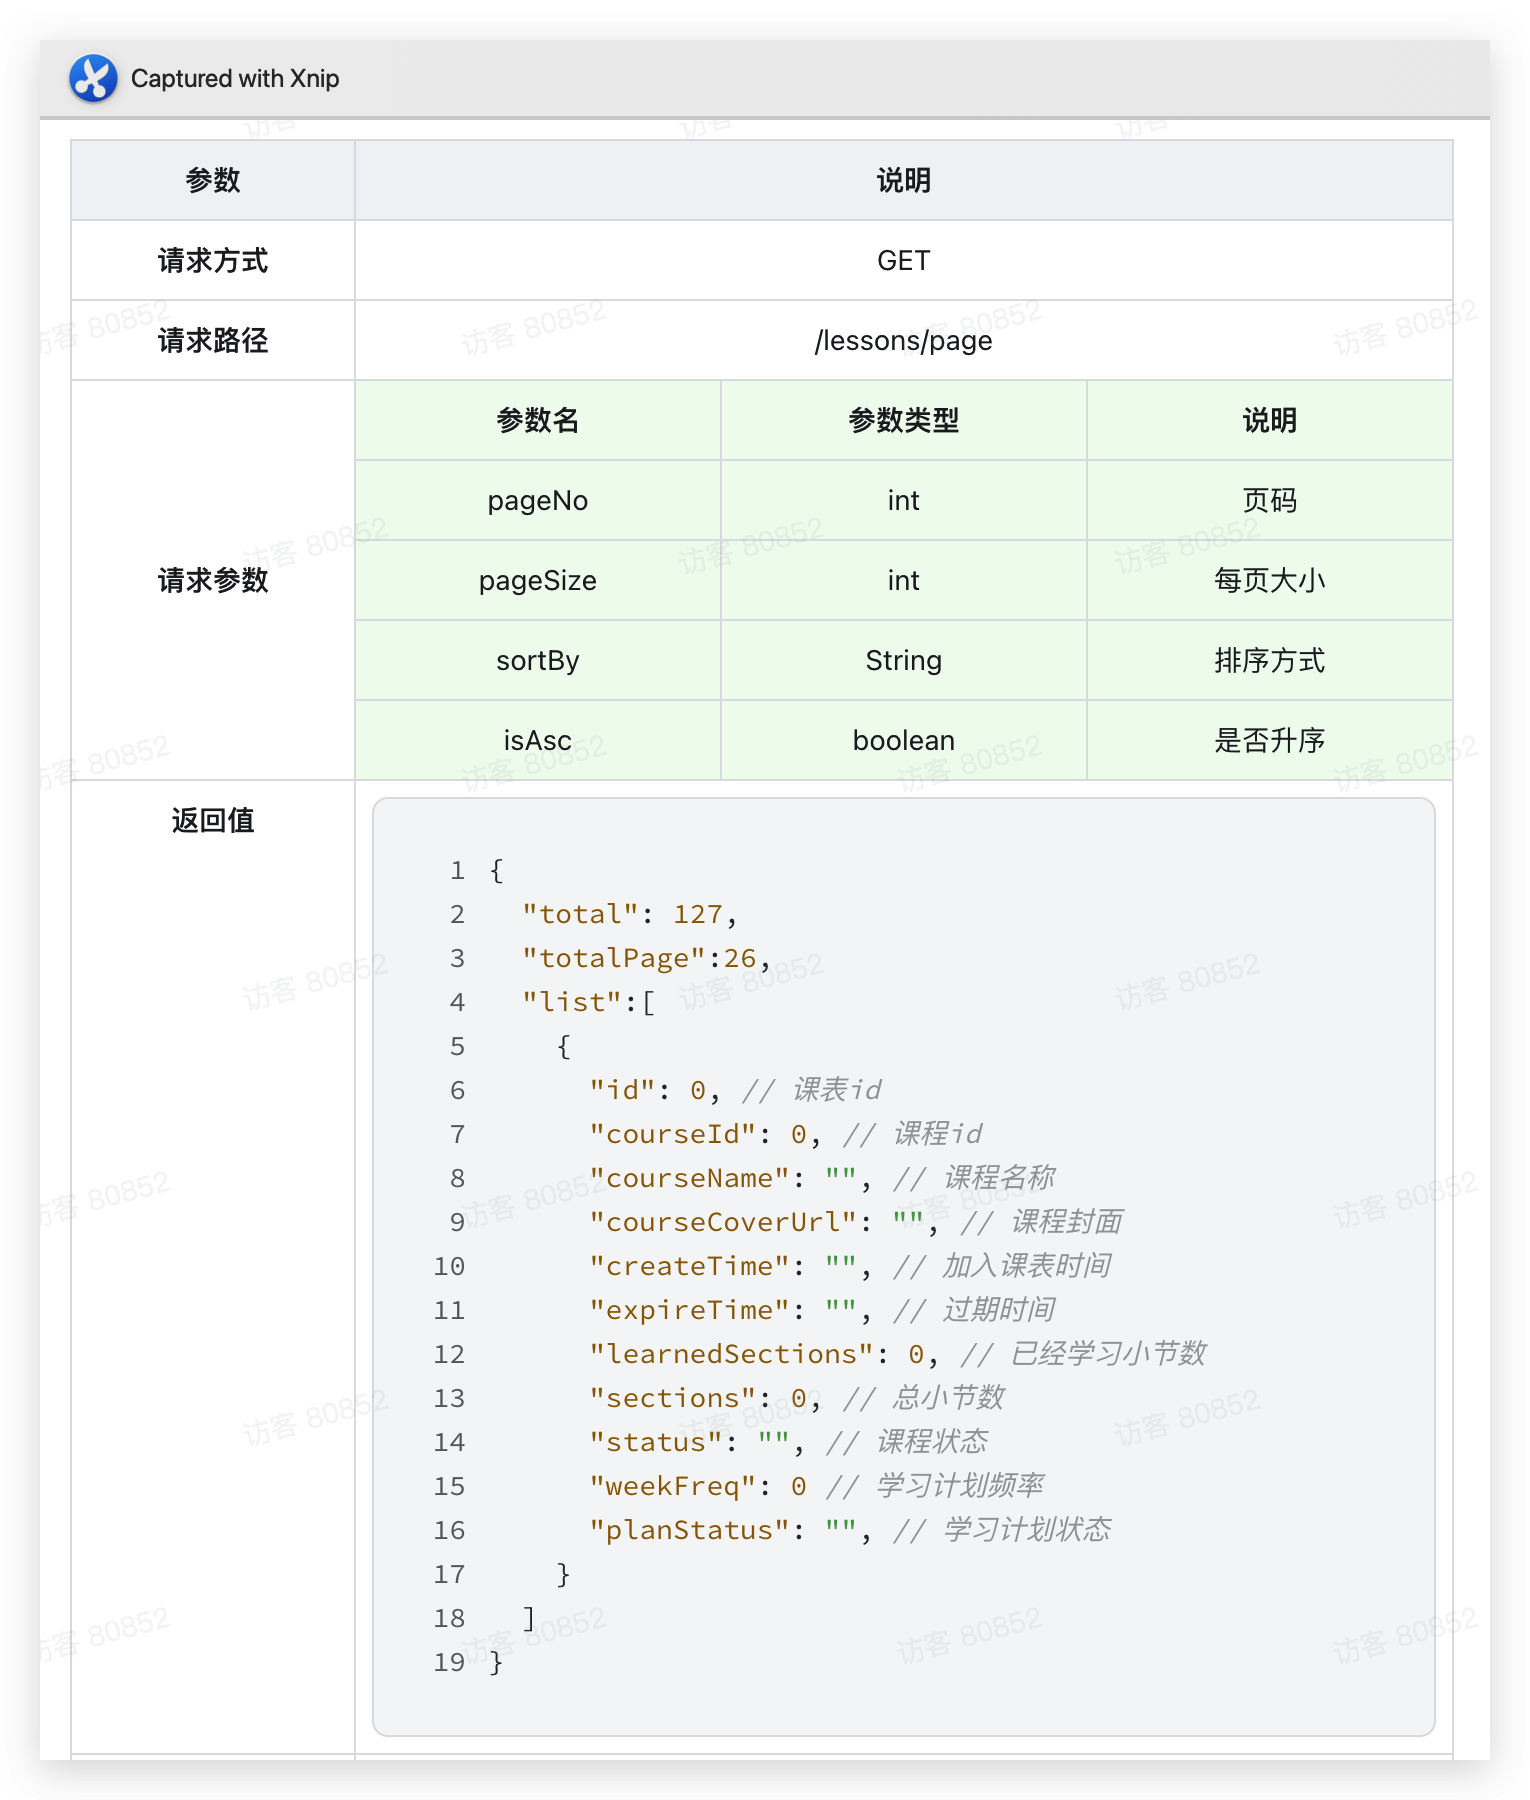 Captured with Xnip
参数 说明
请求方式 GET
请求路径 /lessons/page
请求参数
参数名 参数类型 说明
pageNo int 页码
pageSize int 每页大小
sortBy String 排序方式
isAsc boolean 是否升序
返回值
1 {
2 "total": 127,
3 "totalPage":26,
4 "list":[
5 {
6 "id": 0, // 课表id
7 "courseId": 0, // 课程id
8 "courseName": "", // 课程名称
9 "courseCoverUrl": "", // 课程封面
10 "createTime": "", // 加入课表时间
11 "expireTime": "", // 过期时间
12 "learnedSections": 0, // 已经学习小节数
13 "sections": 0, // 总小节数
14 "status": "", // 课程状态
15 "weekFreq": 0 // 学习计划频率
16 "planStatus": "", // 学习计划状态
17 }
18 ]
19 }
访客 80852